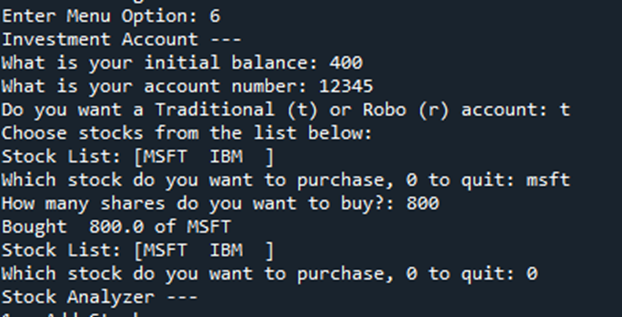 Enter Menu Option: 6
Investment Account ---
What is your initial balance: 400
What is your account number: 12345
Do you want a Traditional (t) or Robo (r) account: t
Choose stocks from the list below:
Stock List: [MSFT  IBM  ]
Which stock do you want to purchase, 0 to quit: msft
How many shares do you want to buy?: 800
Bought  800.0 of MSFT
Stock List: [MSFT  IBM  ]
Which stock do you want to purchase, 0 to quit: 0
Stock Analyzer ---